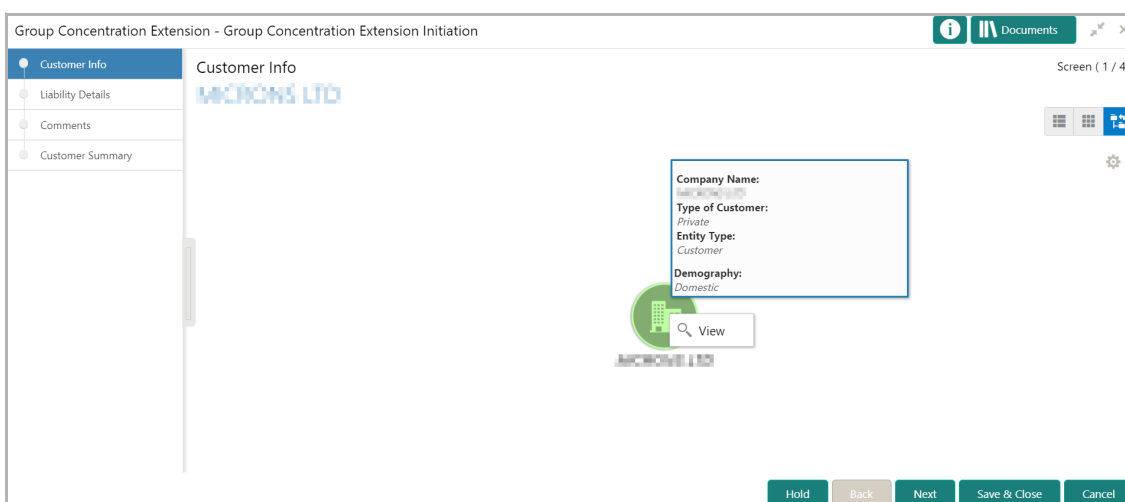 Group Concentration Extension - Group Concentration Extension Initiation
Documents
Customer Info
Liability Details
Comments
Customer Summary
Customer Info
Screen ( 1 / 4
Company Name:
Type of Customer:
Private
Entity Type:
Customer
Demography:
Domestic
View
Hold
Back
Next
Save & Close
Cancel